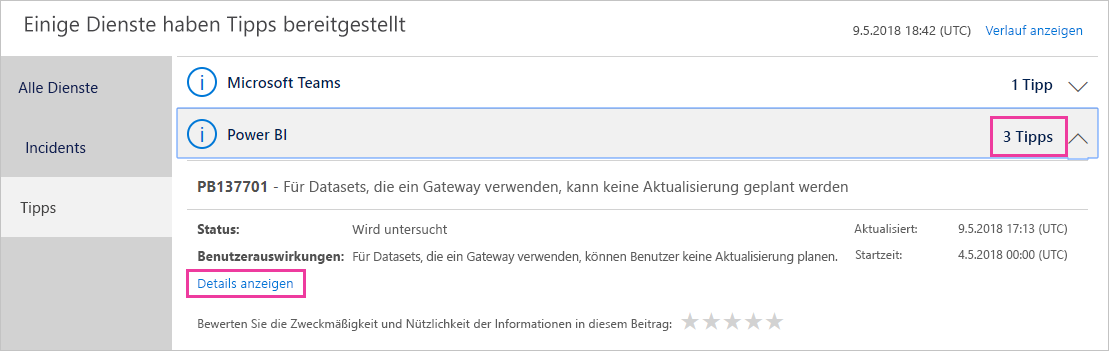 Einige Dienste haben Tipps bereitgestellt
9.5.2018 18:42 (UTC) Verlauf anzeigen
Alle Dienste
Incidents
Tipps
Microsoft Teams 1 Tipp
Power BI 3 Tipps
PB137701 - Für Datasets, die ein Gateway verwenden, kann keine Aktualisierung geplant werden
Status: Wird untersucht Aktualisiert: 9.5.2018 17:13 (UTC)
Benutzerauswirkungen: Für Datasets, die ein Gateway verwenden, können Benutzer keine Aktualisierung planen. Startzeit: 4.5.2018 00:00 (UTC)
Details anzeigen
Bewerten Sie die Zweckmäßigkeit und Nützlichkeit der Informationen in diesem Beitrag: